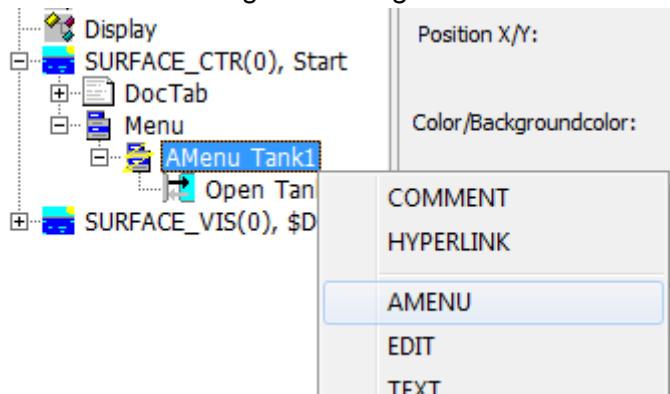 Display
Position X/Y:
SURFACE_CTR(0), Start
DocTab
Menu
Color/Backgroundcolor:
AMenu Tank1
Open Tan
COMMENT
SURFACE_VIS(0), $D
HYPERLINK
AMENU
EDIT
TEXT